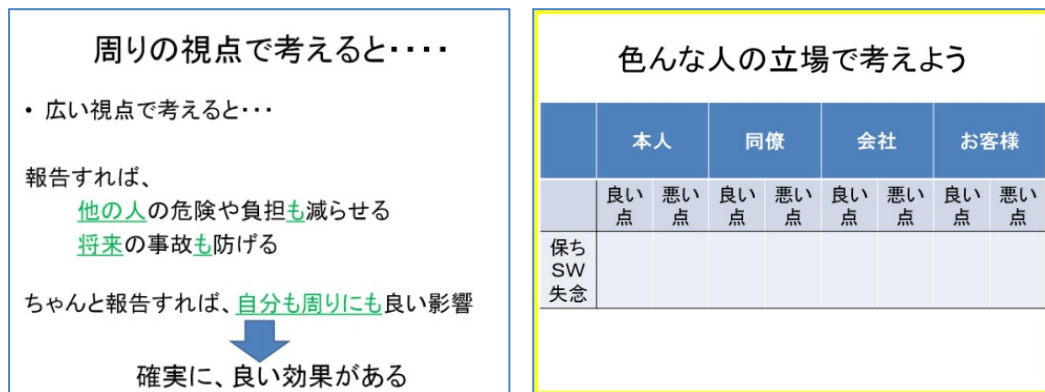 周りの視点で考えると・・・・
• 広い視点で考えると・・・
報告すれば、
他の人の危険や負担も減らせる
将来の事故も防げる
ちゃんと報告すれば、自分も周りにも良い影響
確実に、良い効果がある
色んな人の立場で考えよう
本人 同僚 会社 お客様
良い点 悪い点 良い点 悪い点 良い点 悪い点 良い点 悪い点
保ち
SW
失念